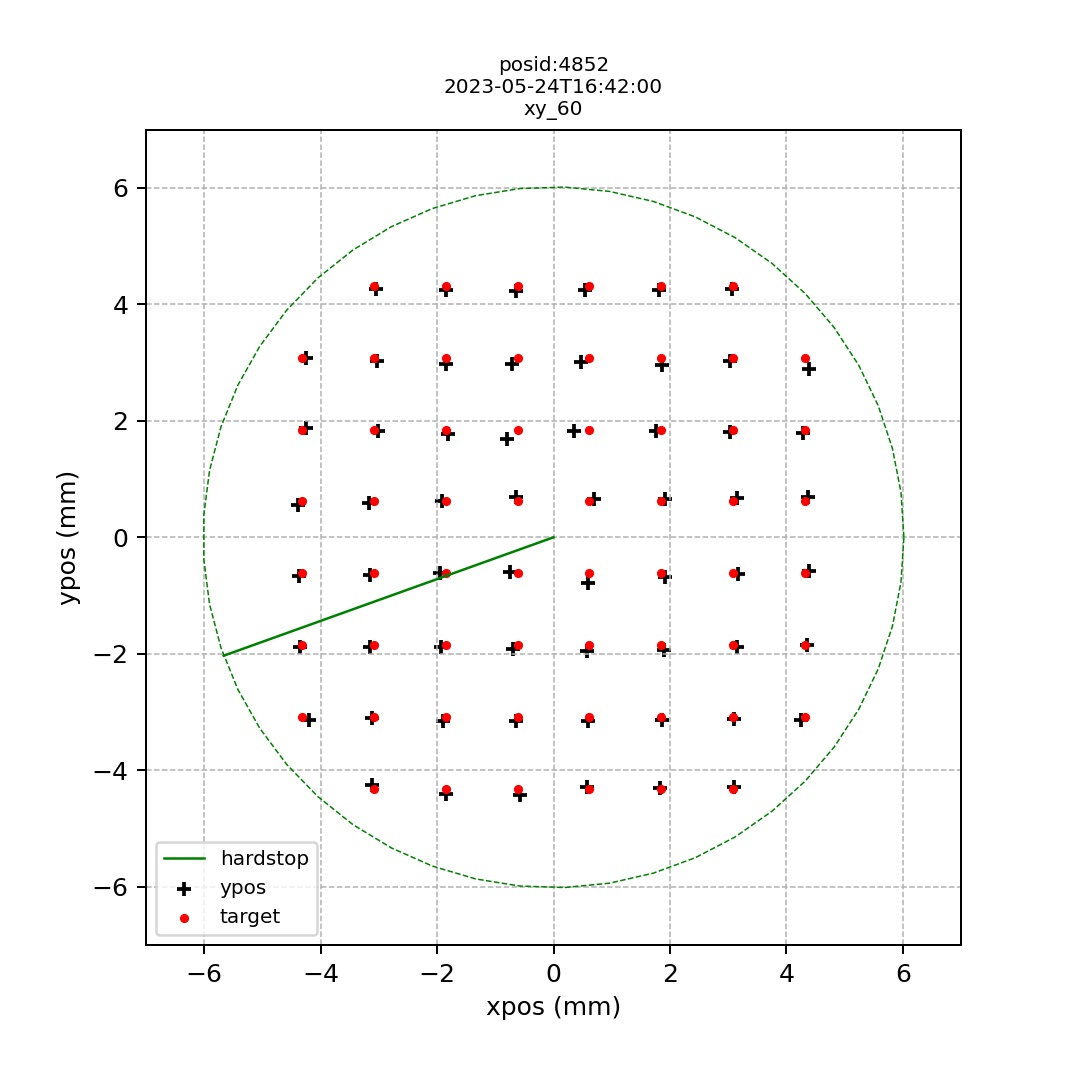 posid:4852
2023-05-24T16:42:00
xy_60
6
4
2
0
−2
−4
−6
ypos (mm)
hardstop
ypos
target
−6 −4 −2 0 2 4 6
xpos (mm)